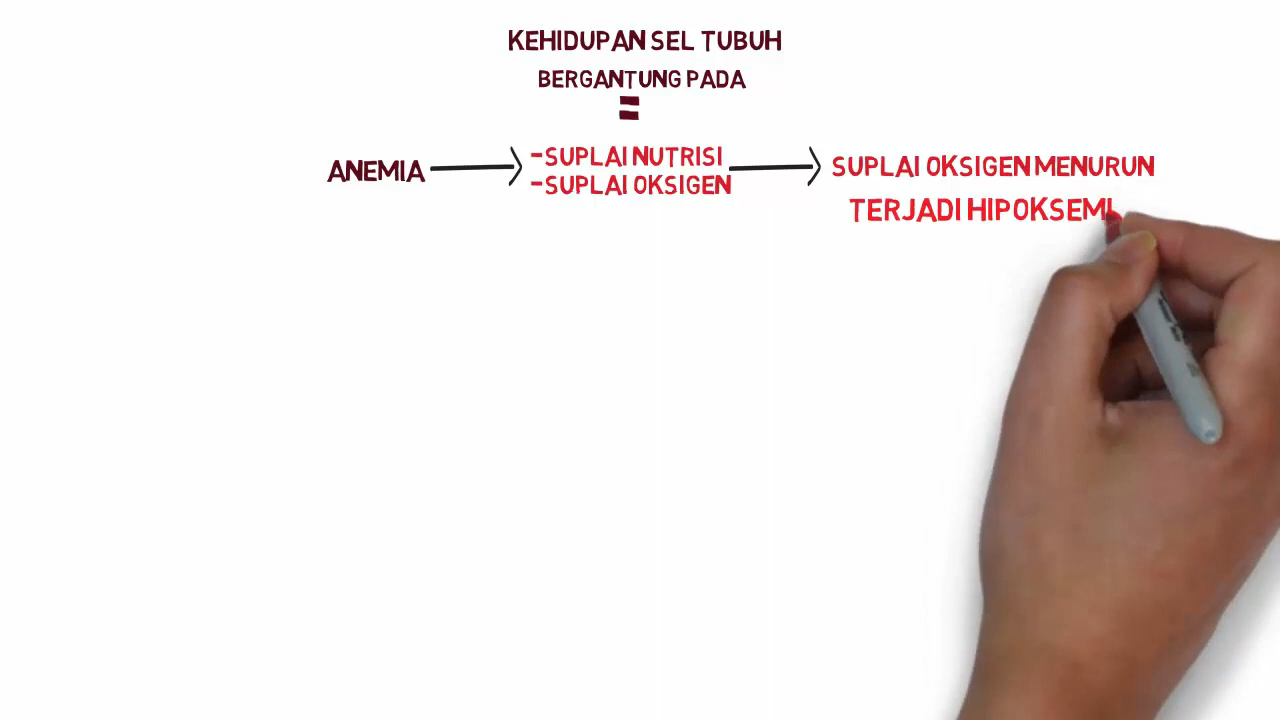 KEHIDUPAN SEL TUBUH
BERGANTUNG PADA
=
ANEMIA
-SUPLAI NUTRISI
-SUPLAI OKSIGEN
SUPLAI OKSIGEN MENURUN
TERJADI HIPOKSEMI